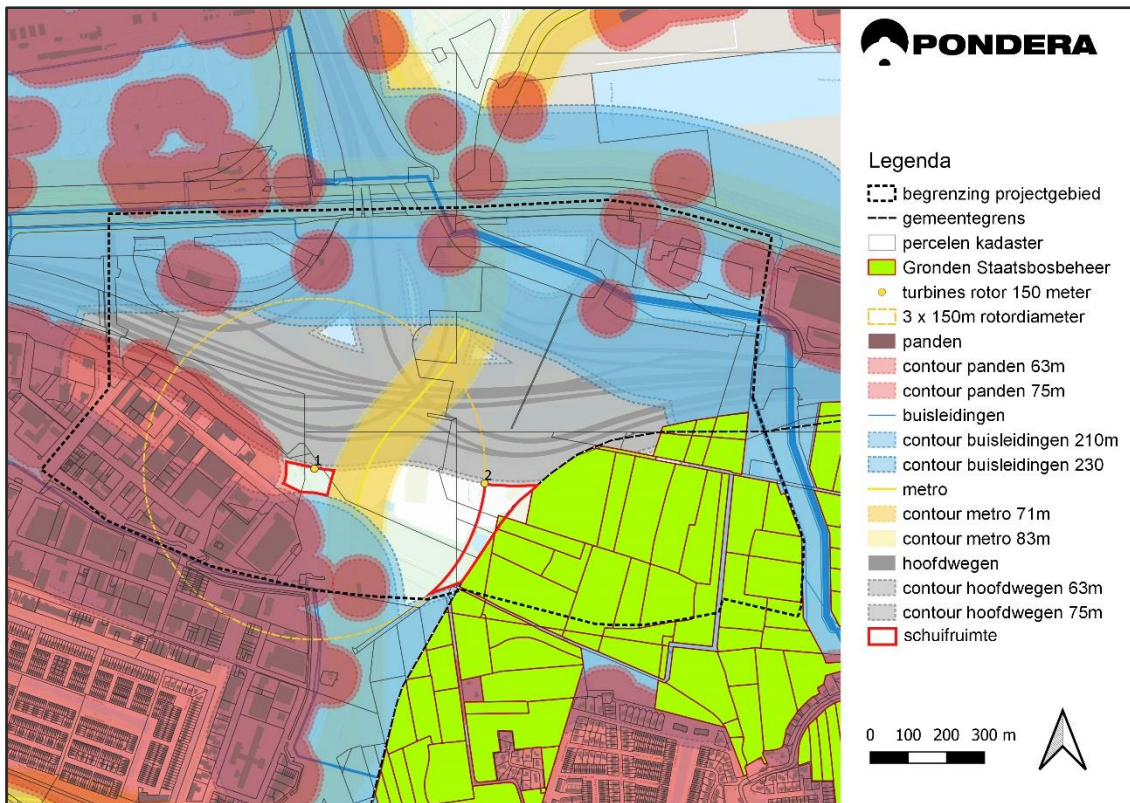 PONDERA
Legenda
begrenzing projectgebied
gemeentegrens
percelen kadaster
Gronden Staatsbosbeheer
turbines rotor 150 meter
3 x 150m rotordiameter
panden
contour panden 63m
contour panden 75m
buisleidingen
contour buisleidingen 210m
contour buisleidingen 230
metro
contour metro 71m
contour metro 83m
hoofdwegen
contour hoofdwegen 63m
contour hoofdwegen 75m
schuifruimte
1
2
0 100 200 300 m